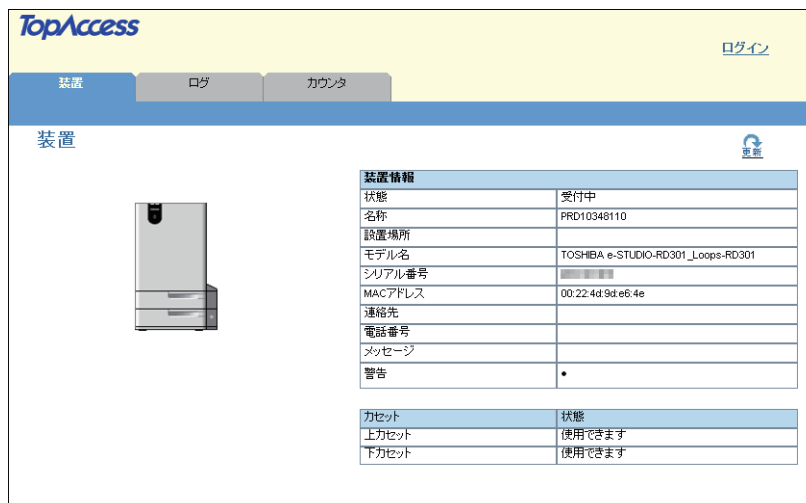 TopAccess
ログイン
装置 ログ カウンタ
装置
更新
装置情報
状態 受付中
名称 PRD10348110
設置場所
モデル名 TOSHIBA e-STUDIO-RD301_Loops-RD301
シリアル番号
MACアドレス 00:22:4d:9d:e6:4e
連絡先
電話番号
メッセージ
警告 •
カセット 状態
上カセット 使用できます
下カセット 使用できます